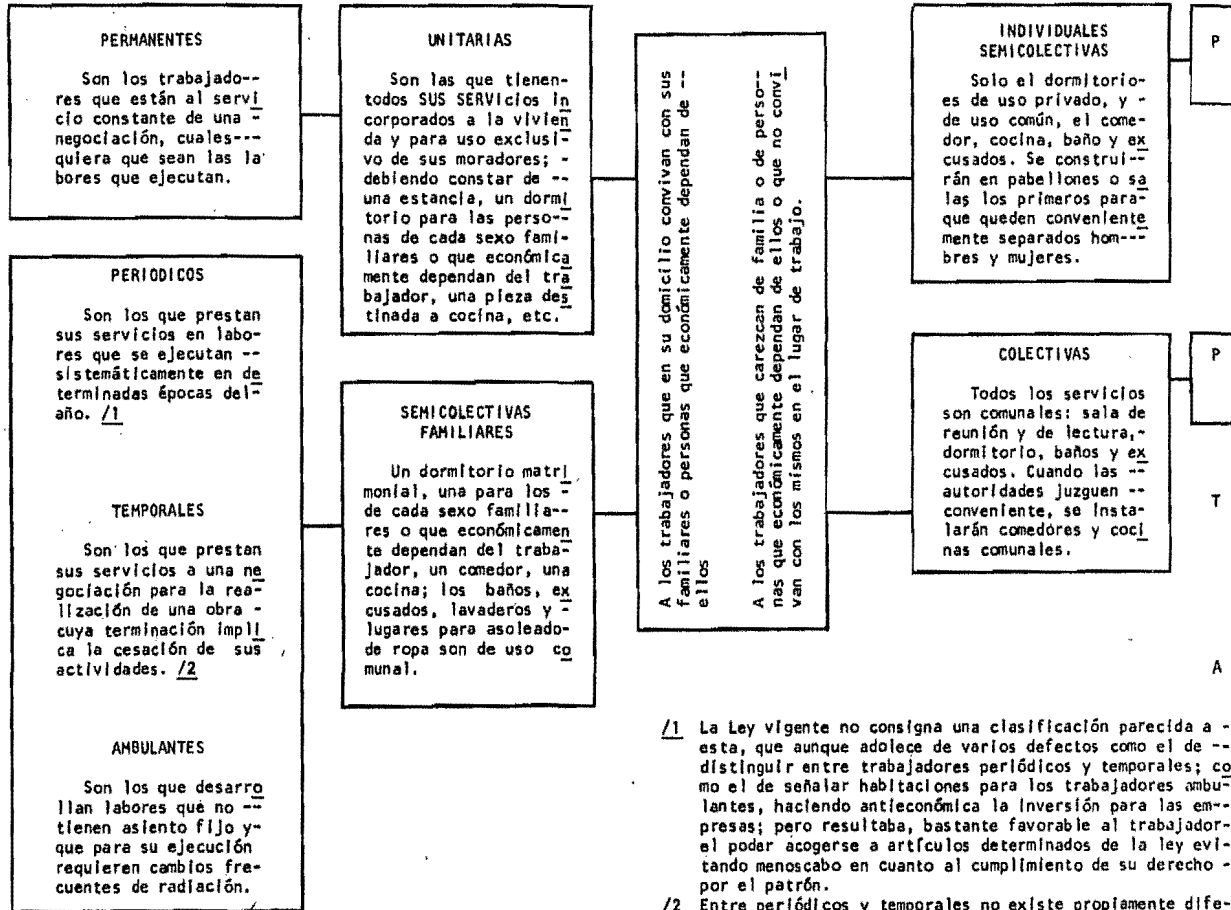 PERMANENTES
Son los trabajado--
res que están al servi
cio constante de una -
negociación, cuales---
quiera que sean las la
bores que ejecutan.
PERIODICOS
Son los que prestan
sus servicios en labo-
res que se ejecutan --
sistemáticamente en de
terminadas épocas del-
año. /1
TEMPORALES
Son los que prestan
sus servicios a una ne
gociación para la rea-
lización de una obra -
cuya terminación impli
ca la cesación de sus
actividades. /2
AMBULANTES
Son los que desarro
llan labores que no --
tienen asiento fijo y-
que para su ejecución
requieren cambios fre-
cuentes de radiación.
UNITARIAS
Son las que tienen-
todos SUS SERVIcios in
corporados a la vivien
da y para uso exclusi-
vo de sus moradores; -
debiendo constar de --
una estancia, un dormi
torio para las perso--
nas de cada sexo fami-
liares o que económica
mente dependan del tra
bajador, una pieza des
tinada a cocina, etc.
SEMICOLECTIVAS
FAMILIARES
Un dormitorio matri
monial, una para los -
de cada sexo familia--
res o que económicamen
te dependan del traba-
jador, un comedor, una
cocina; los baños, ex
cusados, lavaderos y -
lugares para asoleado-
de ropa son de uso co
munal.
A los trabajadores que en su domicilio convivan con sus
familiares o personas que económicamente dependan de --
ellos
A los trabajadores que carezcan de familia o de perso--
nas que económicamente dependan de ellos o que no convi
van con los mismos en el lugar de trabajo.
INDIVIDUALES
SEMICOLECTIVAS
Solo el dormitorio-
es de uso privado, y -
de uso común, el come-
dor, cocina, baño y ex
cusados. Se construi--
rán en pabellones o sa
las los primeros para-
que queden conveniente
mente separados hom---
bres y mujeres.
COLECTIVAS
Todos los servicios
son comunales: sala de
reunión y de lectura,-
dormitorio, baños y ex
cusados. Cuando las --
autoridades juzguen --
conveniente, se insta-
larán comedores y coci
nas comunales.
P
P
T
A
/1 La Ley vigente no consigna una clasificación parecida a -
esta, que aunque adolece de varios defectos como el de --
distinguir entre trabajadores periódicos y temporales; co
mo el de señalar habitaciones para los trabajadores ambu-
lantes, haciendo antieconómica la inversión para las em--
presas; pero resultaba, bastante favorable al trabajador-
el poder acogerse a artículos determinados de la ley evi-
tando menoscabo en cuanto al cumplimiento de su derecho -
por el patrón.
/2 Entre periódicos y temporales no existe propiamente dife-